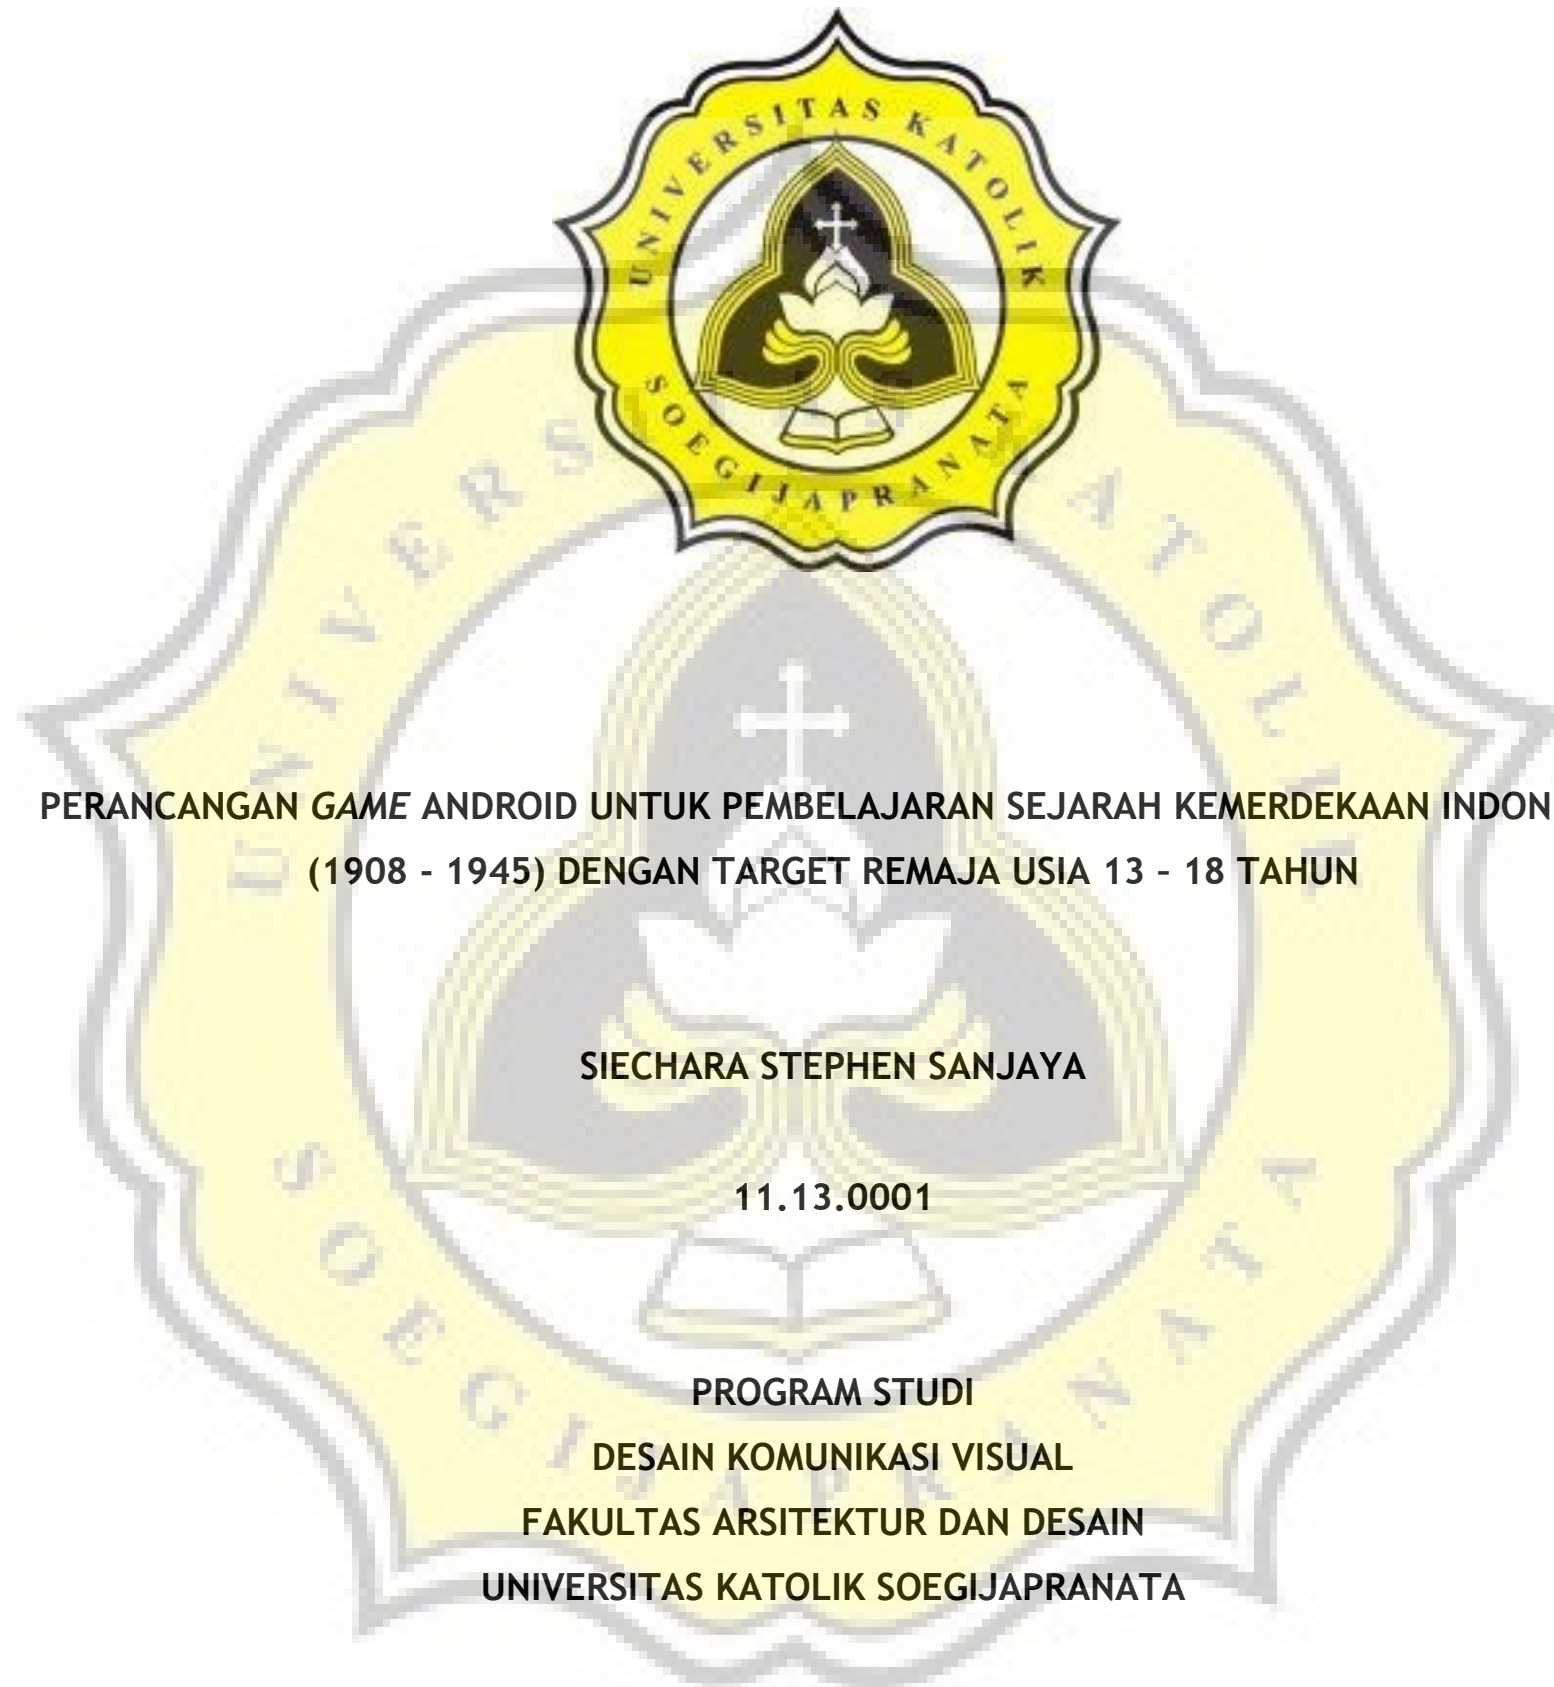 UNIVERSITAS KATOLIK
SOEGIJAPRANATA
PERANCANGAN GAME ANDROID UNTUK PEMBELAJARAN SEJARAH KEMERDEKAAN INDON
(1908 - 1945) DENGAN TARGET REMAJA USIA 13 – 18 TAHUN
SIECHARA STEPHEN SANJAYA
11.13.0001
PROGRAM STUDI
DESAIN KOMUNIKASI VISUAL
FAKULTAS ARSITEKTUR DAN DESAIN
UNIVERSITAS KATOLIK SOEGIJAPRANATA